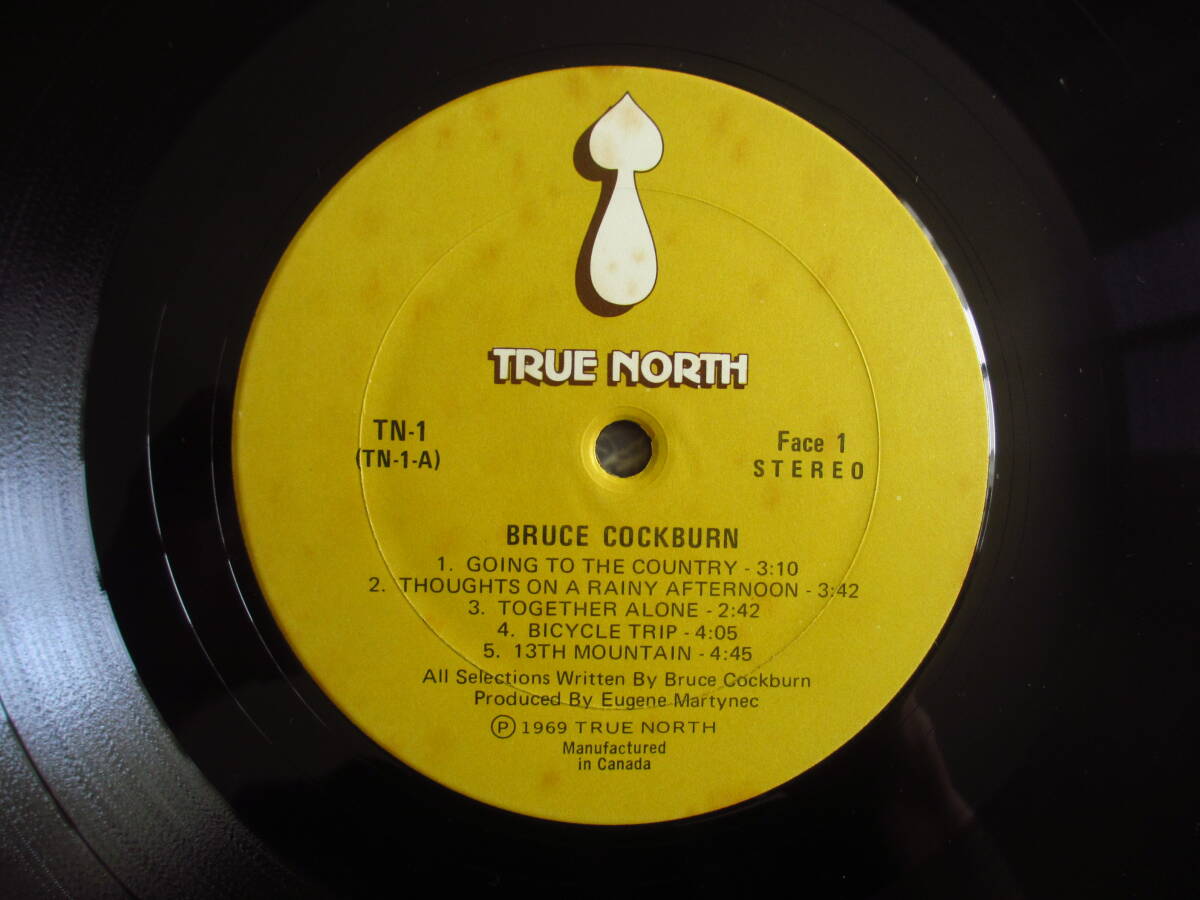 TRUE NORTH
TN-1
(TN-1-A)
Face 1
STEREO
BRUCE COCKBURN
1. GOING TO THE COUNTRY - 3:10
2. THOUGHTS ON A RAINY AFTERNOON - 3:42
3. TOGETHER ALONE - 2:42
4. BICYCLE TRIP - 4:05
5. 13TH MOUNTAIN - 4:45
All Selections Written By Bruce Cockburn
Produced By Eugene Martynec
Ⓟ 1969 TRUE NORTH
Manufactured
in Canada